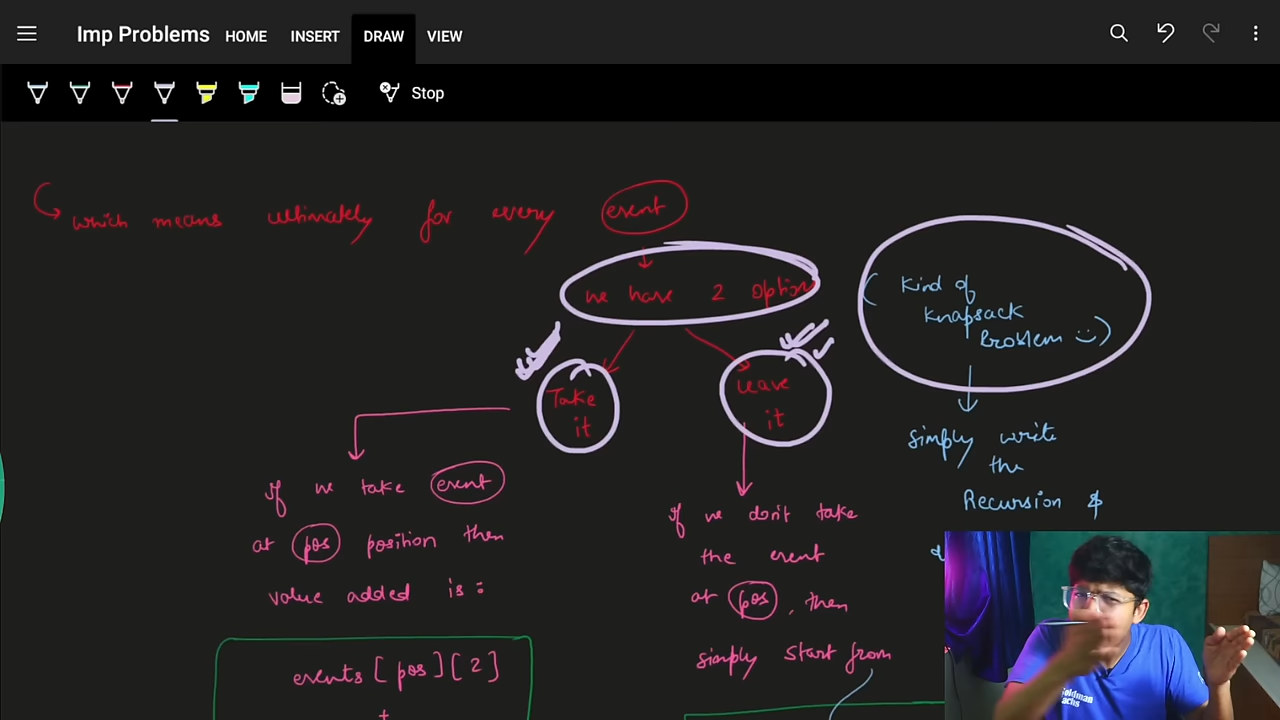 Imp Problems HOME INSERT DRAW VIEW
Stop
which means ultimately for every event
we have 2 option
(Kind of
Knapsack
Problem :-)
Take
it
Leave
it
simply write
the
Recursion &
If we take event
at pos position then
value added is:
If we don't take
the event
at pos, then
simply start from
events[pos][2]
+
Goldman
Sachs